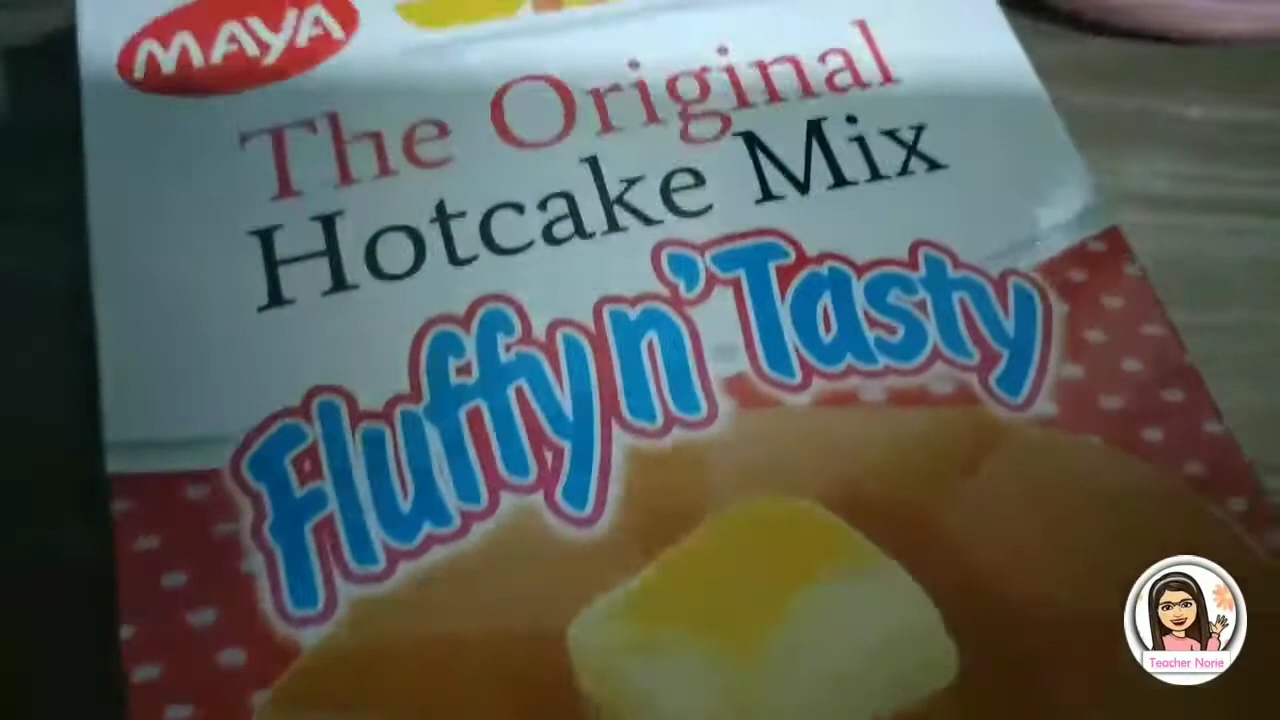 MAYA
The Original
Hotcake Mix
Fluffy n' Tasty
Teacher Norie